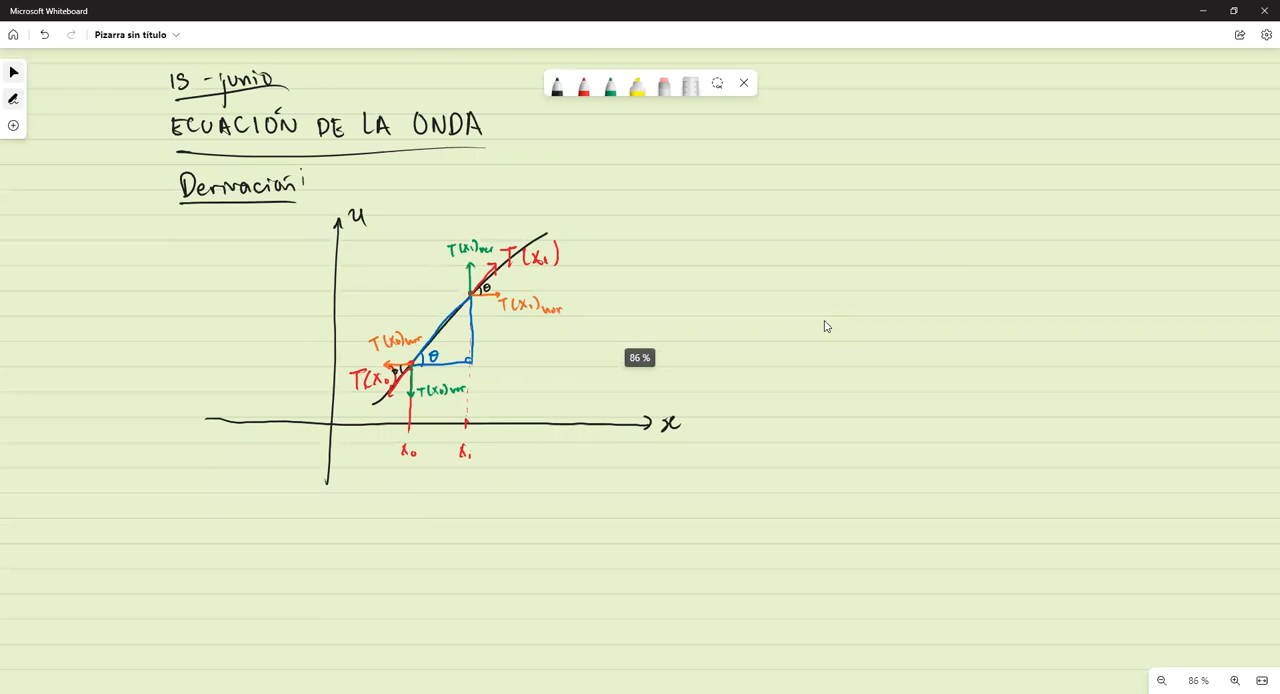 Microsoft Whiteboard
Pizarra sin título
13 - junio
ECUACIÓN DE LA ONDA
Derivación:
u
T(x₁)ver
T(x₁)
θ
T(x₁)hor
T(x₀)hor
θ
T(x₀)
θ
T(x₀)ver
86 %
x
x₀ x₁
86 %